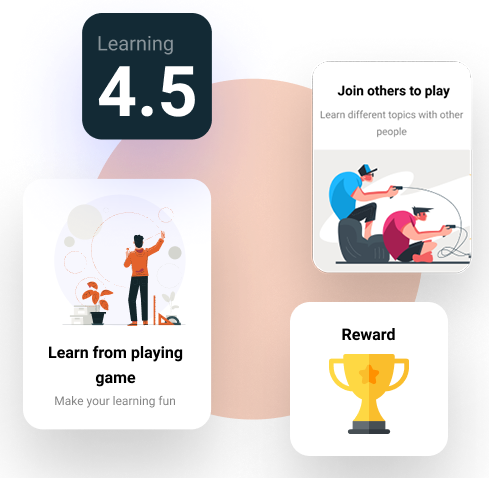 Learning
4.5
Join others to play
Learn different topics with other
people
Learn from playing
game
Make your learning fun
Reward